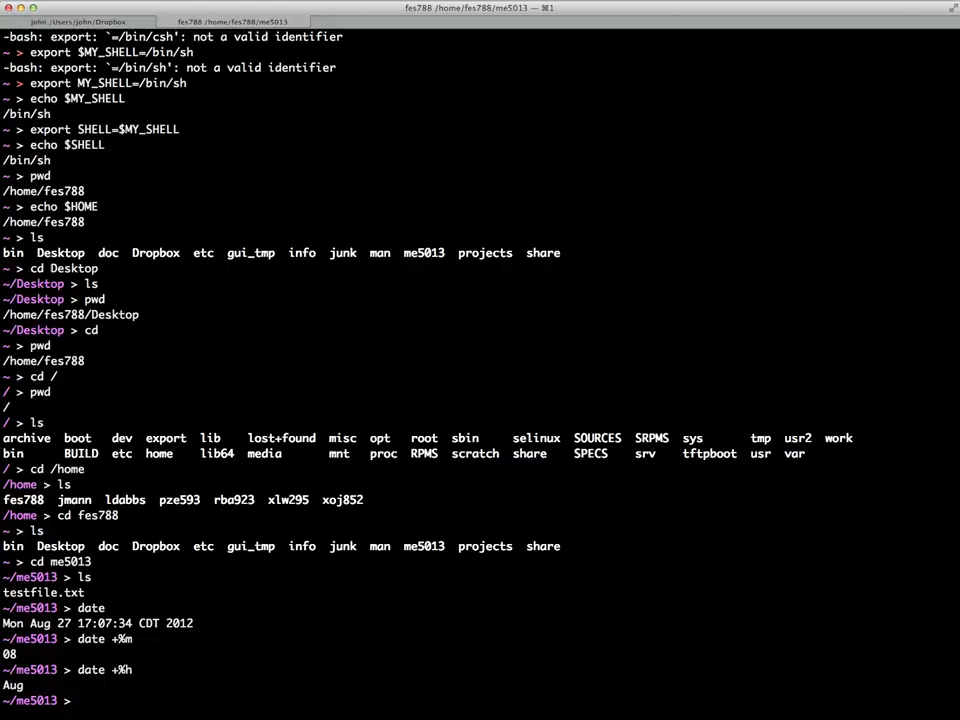 fes788 /home/fes788/me5013 — ⌘1
john /Users/john/Dropbox fes788 /home/fes788/me5013
-bash: export: `=/bin/csh': not a valid identifier
~ > export $MY_SHELL=/bin/sh
-bash: export: `=/bin/sh': not a valid identifier
~ > export MY_SHELL=/bin/sh
~ > echo $MY_SHELL
/bin/sh
~ > export SHELL=$MY_SHELL
~ > echo $SHELL
/bin/sh
~ > pwd
/home/fes788
~ > echo $HOME
/home/fes788
~ > ls
bin Desktop doc Dropbox etc gui_tmp info junk man me5013 projects share
~ > cd Desktop
~/Desktop > ls
~/Desktop > pwd
/home/fes788/Desktop
~/Desktop > cd
~ > pwd
/home/fes788
~ > cd /
/ > pwd
/
/ > ls
archive boot dev export lib lost+found misc opt root sbin selinux SOURCES SRPMS sys tmp usr2 work
bin BUILD etc home lib64 media mnt proc RPMS scratch share SPECS srv tftpboot usr var
/ > cd /home
/home > ls
fes788 jmann ldabbs pze593 rba923 xlw295 xoj852
/home > cd fes788
~ > ls
bin Desktop doc Dropbox etc gui_tmp info junk man me5013 projects share
~ > cd me5013
~/me5013 > ls
testfile.txt
~/me5013 > date
Mon Aug 27 17:07:34 CDT 2012
~/me5013 > date +%m
08
~/me5013 > date +%h
Aug
~/me5013 >